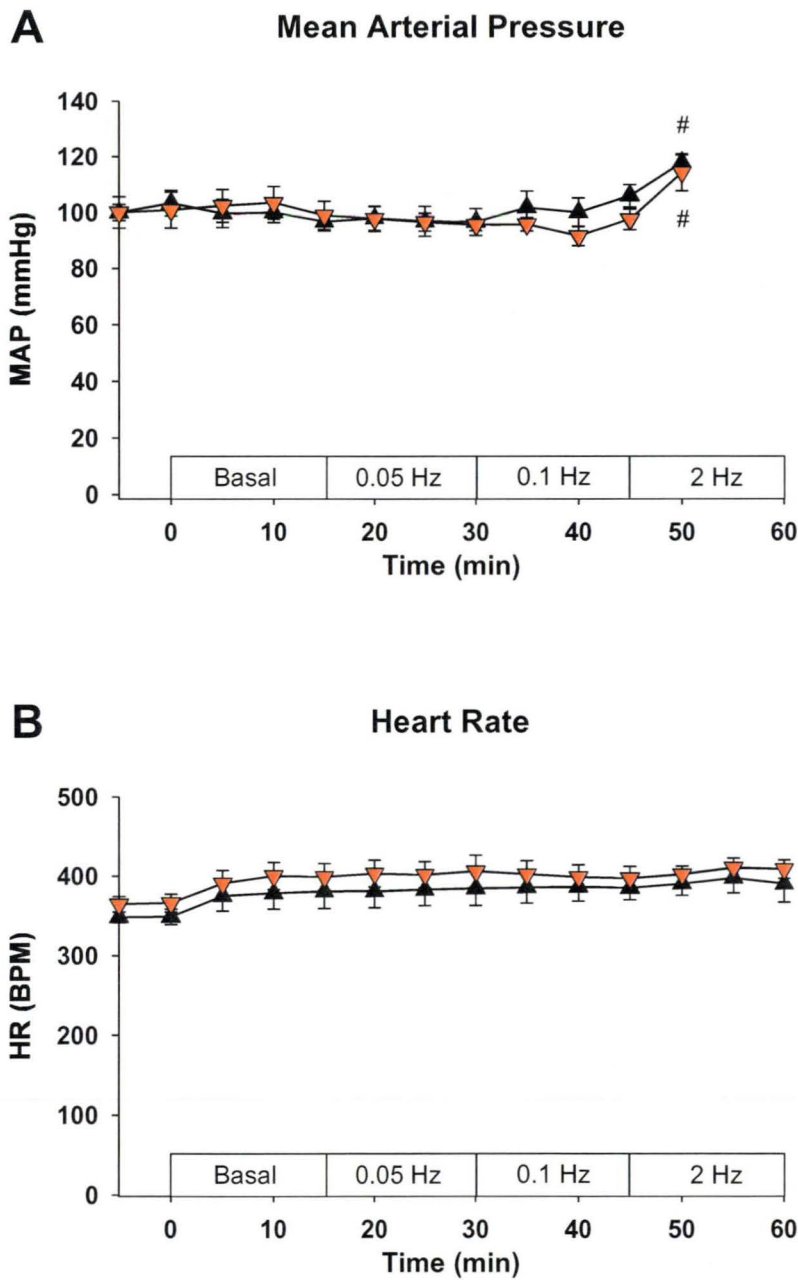 A
Mean Arterial Pressure
140
120
100
80
60
40
20
0
MAP (mmHg)
#
#
Basal 0.05 Hz 0.1 Hz 2 Hz
0 10 20 30 40 50 60
Time (min)
B
Heart Rate
500
400
300
200
100
0
HR (BPM)
Basal 0.05 Hz 0.1 Hz 2 Hz
0 10 20 30 40 50 60
Time (min)